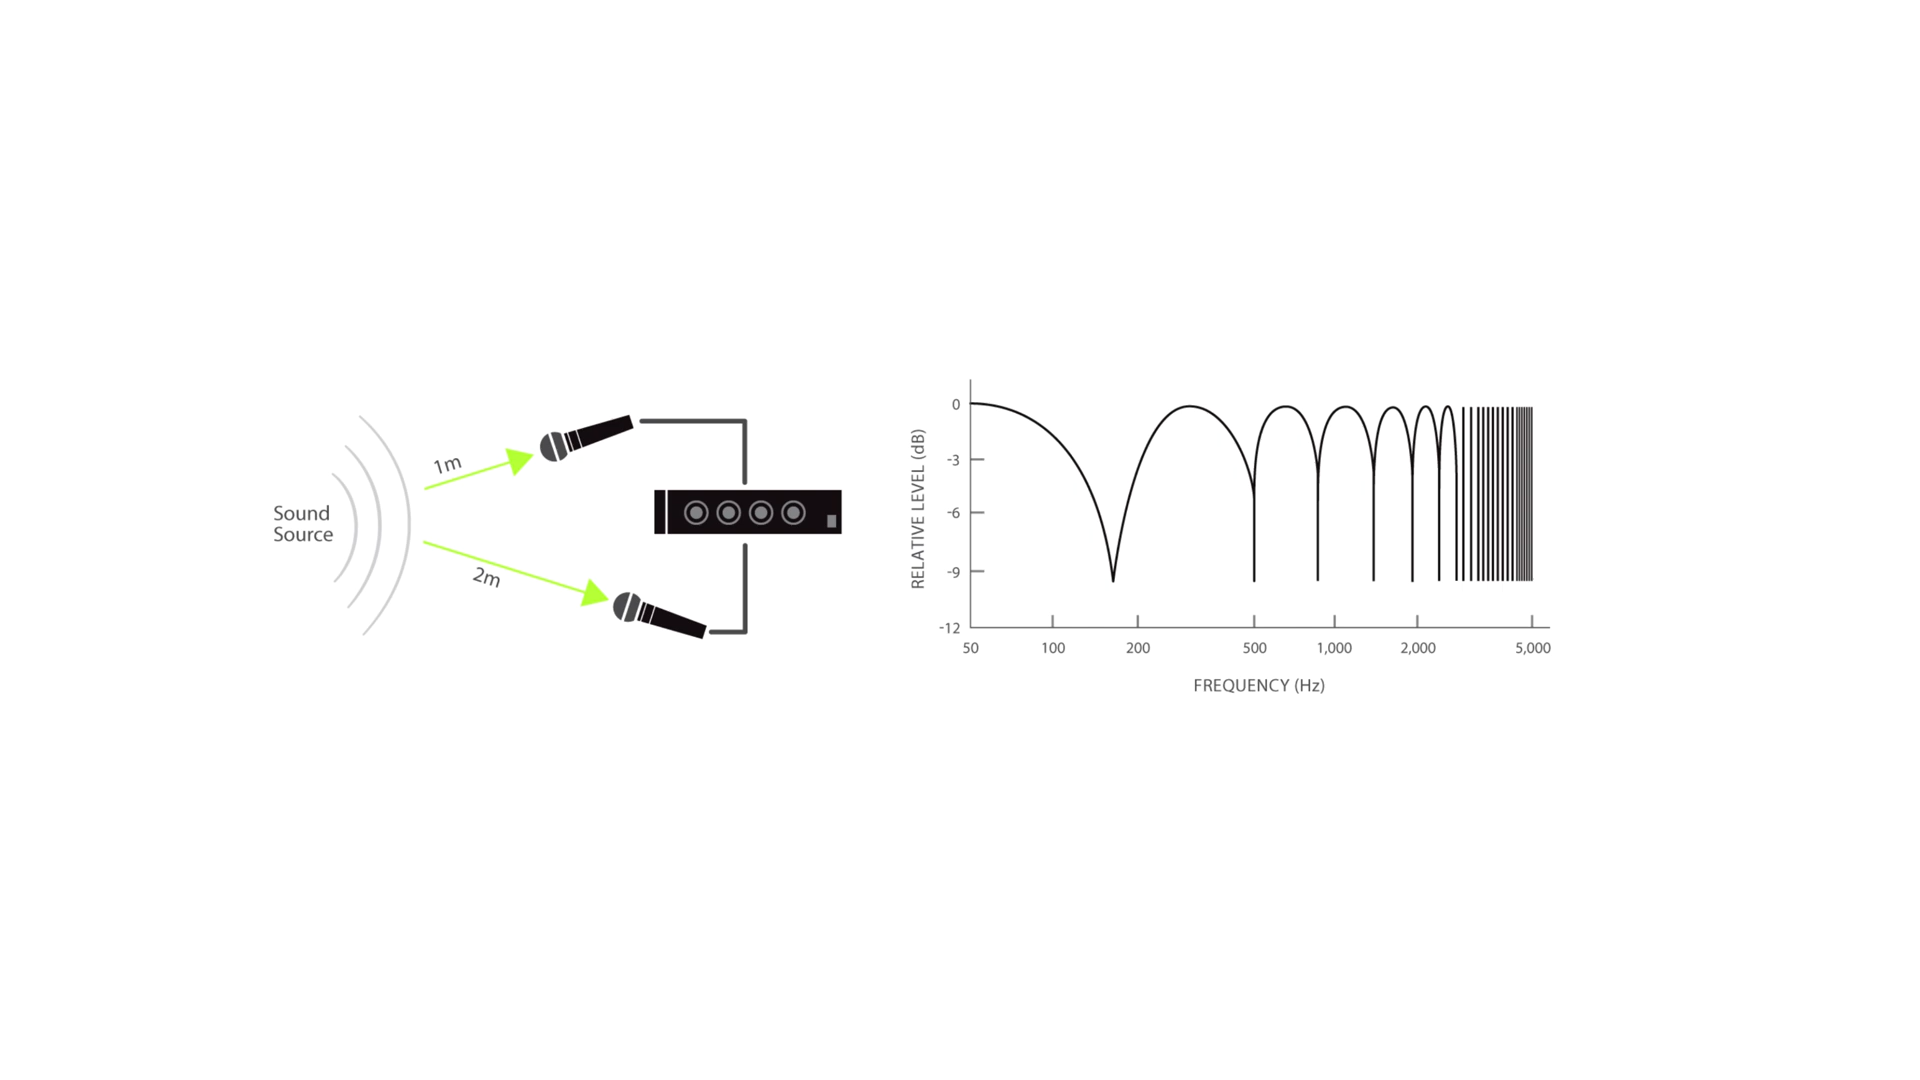 Sound
Source
1m
2m
RELATIVE LEVEL (dB)
0
-3
-6
-9
-12
50 100 200 500 1,000 2,000 5,000
FREQUENCY (Hz)